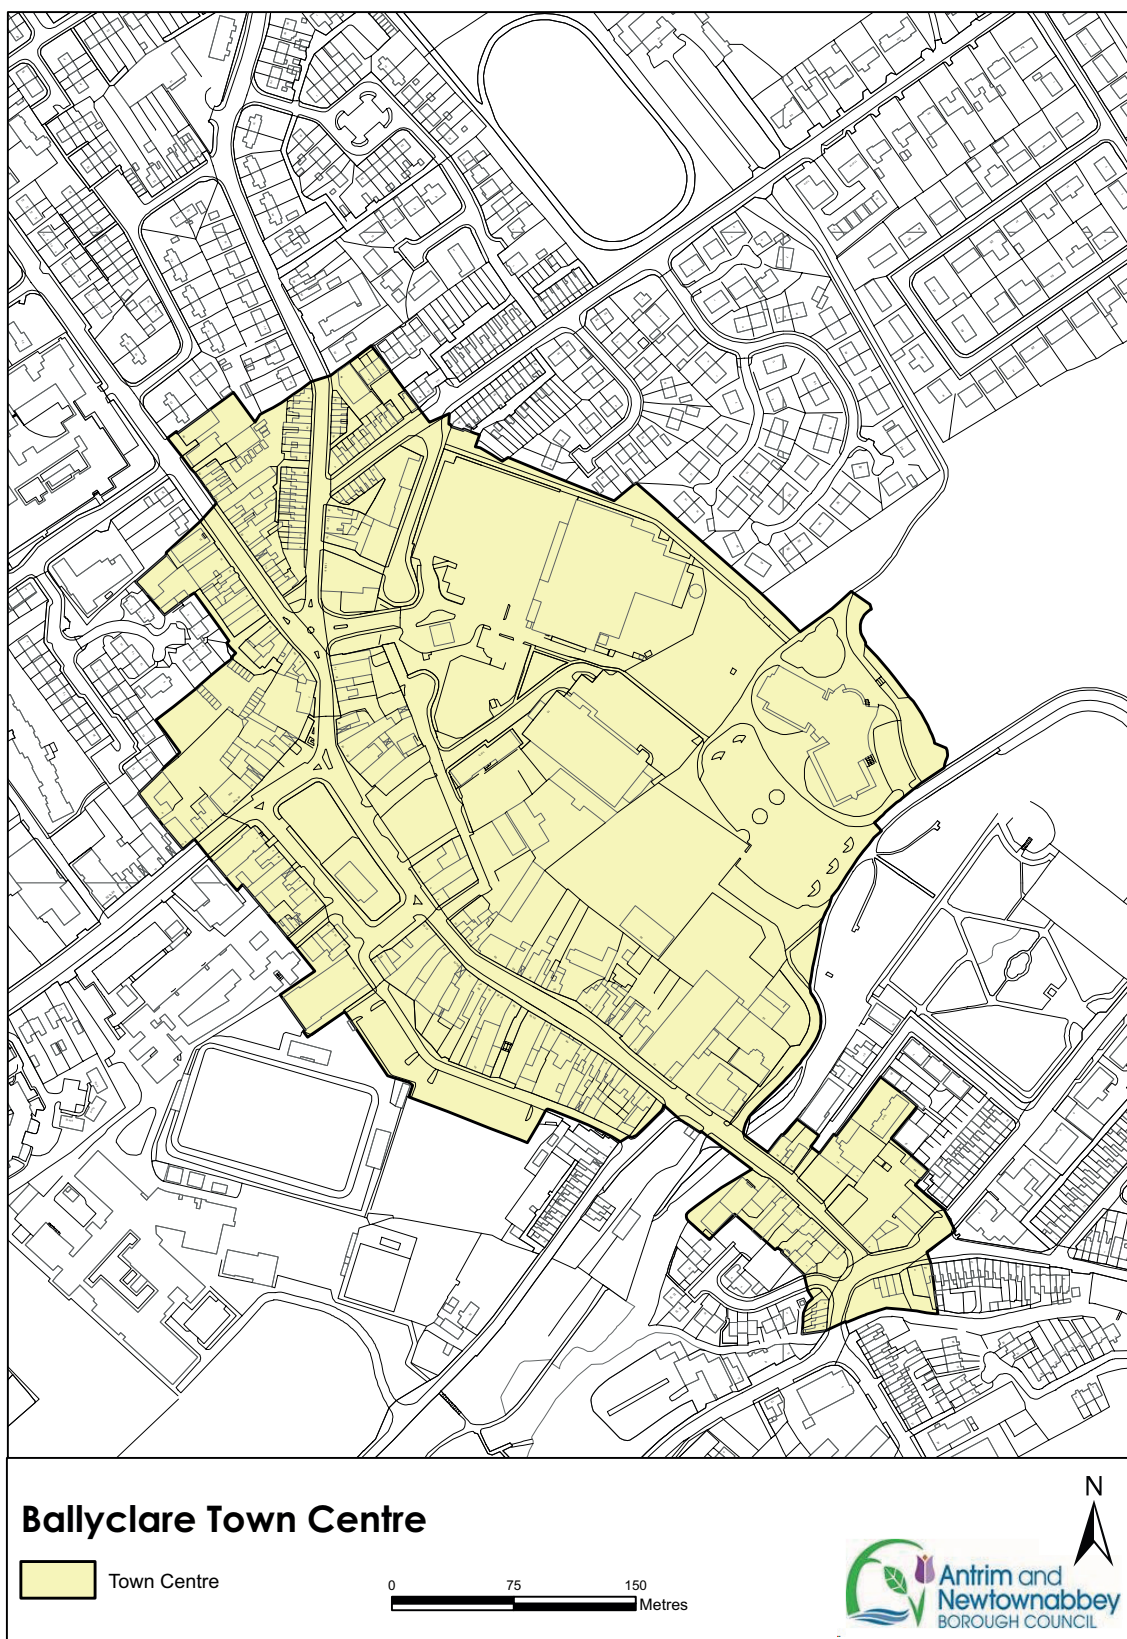 Ballyclare Town Centre
Town Centre
0 75 150
Metres
N
Antrim and
Newtownabbey
BOROUGH COUNCIL